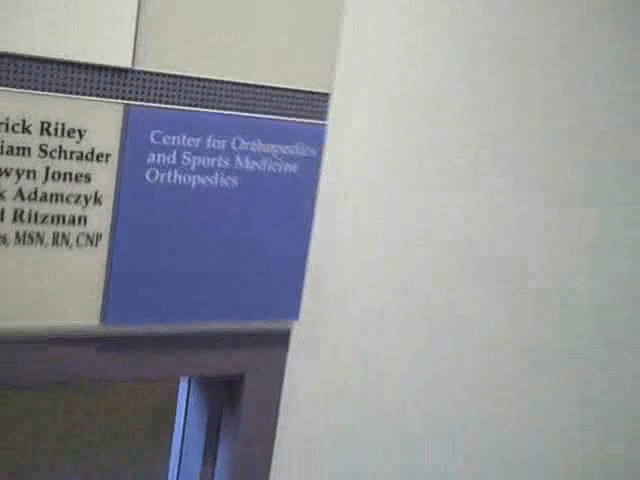 rick Riley
iam Schrader
wyn Jones
k Adamczyk
d Ritzman
s, MSN, RN, CNP
Center for Orthopedics
and Sports Medicine
Orthopedics